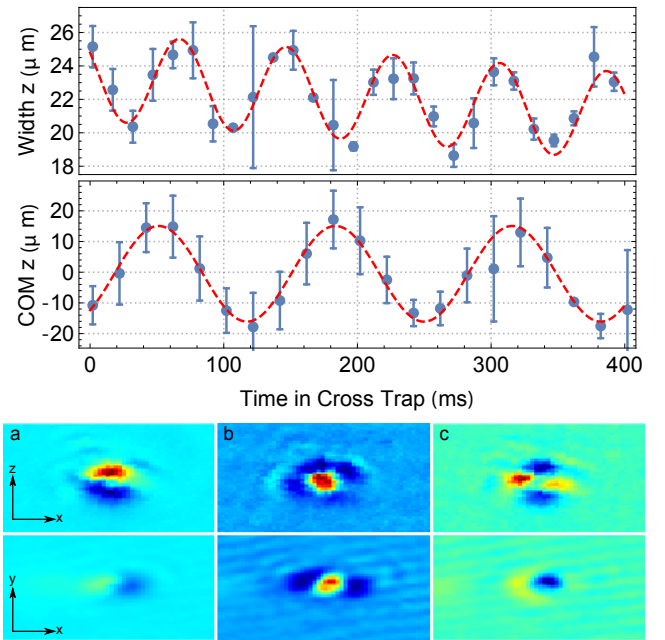 26
24
22
20
18
16
Width z (μ m)
20
10
0
-10
-20
COM z (μ m)
0
100
200
300
400
Time in Cross Trap (ms)
a
b
c
z
x
y
x